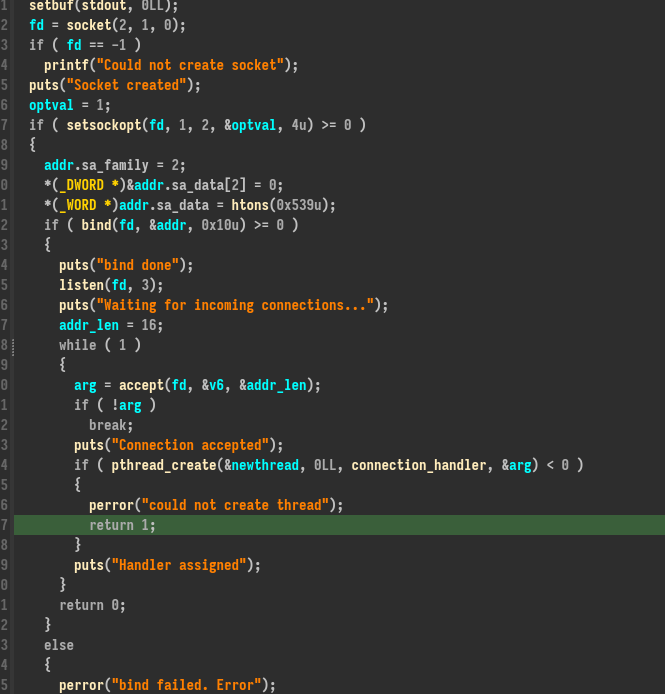 1 setbuf(stdout, 0LL);
2 fd = socket(2, 1, 0);
3 if ( fd == -1 )
4 printf("Could not create socket");
5 puts("Socket created");
6 optval = 1;
7 if ( setsockopt(fd, 1, 2, &optval, 4u) >= 0 )
8 {
9 addr.sa_family = 2;
0 *(_DWORD *)&addr.sa_data[2] = 0;
1 *(_WORD *)addr.sa_data = htons(0x539u);
2 if ( bind(fd, &addr, 0x10u) >= 0 )
3 {
4 puts("bind done");
5 listen(fd, 3);
6 puts("Waiting for incoming connections...");
7 addr_len = 16;
8 while ( 1 )
9 {
0 arg = accept(fd, &v6, &addr_len);
1 if ( !arg )
2 break;
3 puts("Connection accepted");
4 if ( pthread_create(&newthread, 0LL, connection_handler, &arg) < 0 )
5 {
6 perror("could not create thread");
7 return 1;
8 }
9 puts("Handler assigned");
0 }
1 return 0;
2 }
3 else
4 {
5 perror("bind failed. Error");